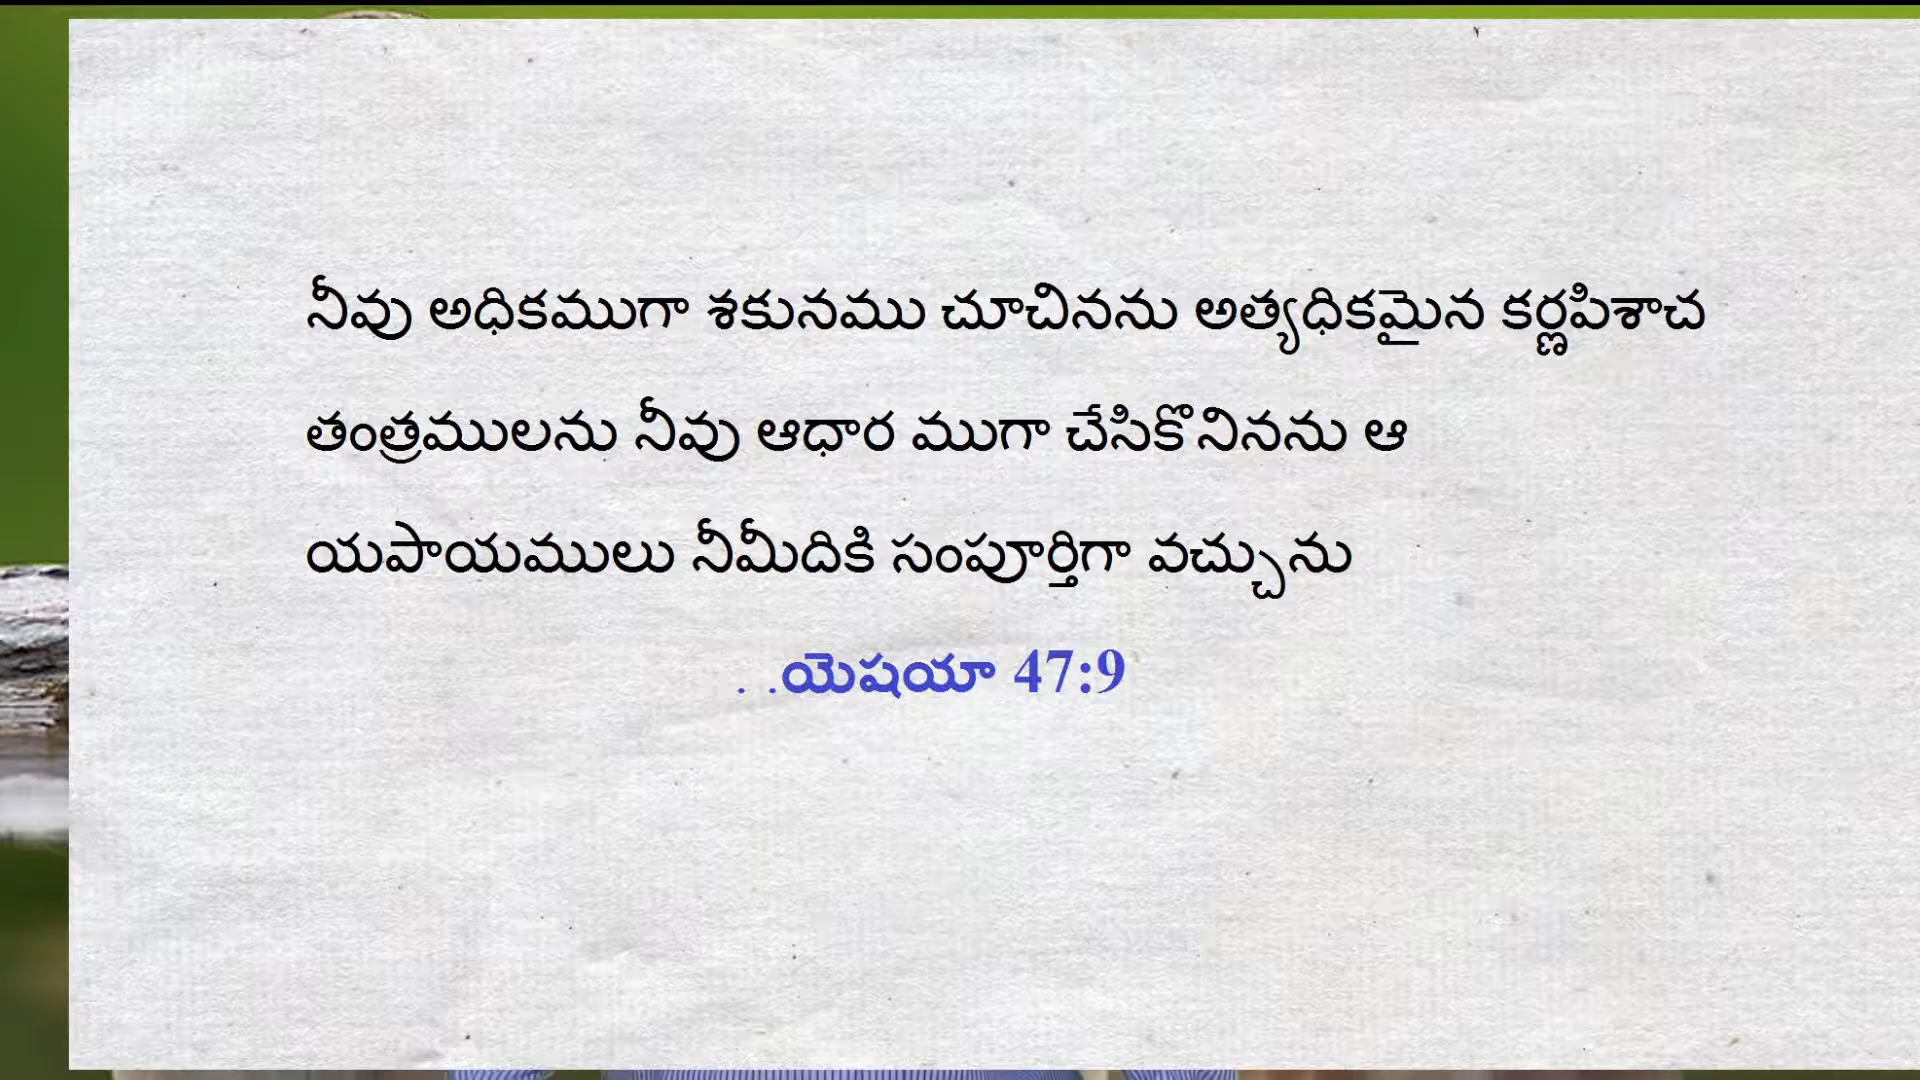 నీవు అధికముగా శకునము చూచినను అత్యధికమైన కర్ణపిశాచ
తంత్రములను నీవు ఆధార ముగా చేసికొనినను ఆ
యపాయములు నీమీదికి సంపూర్తిగా వచ్చును
. .యెషయా 47:9